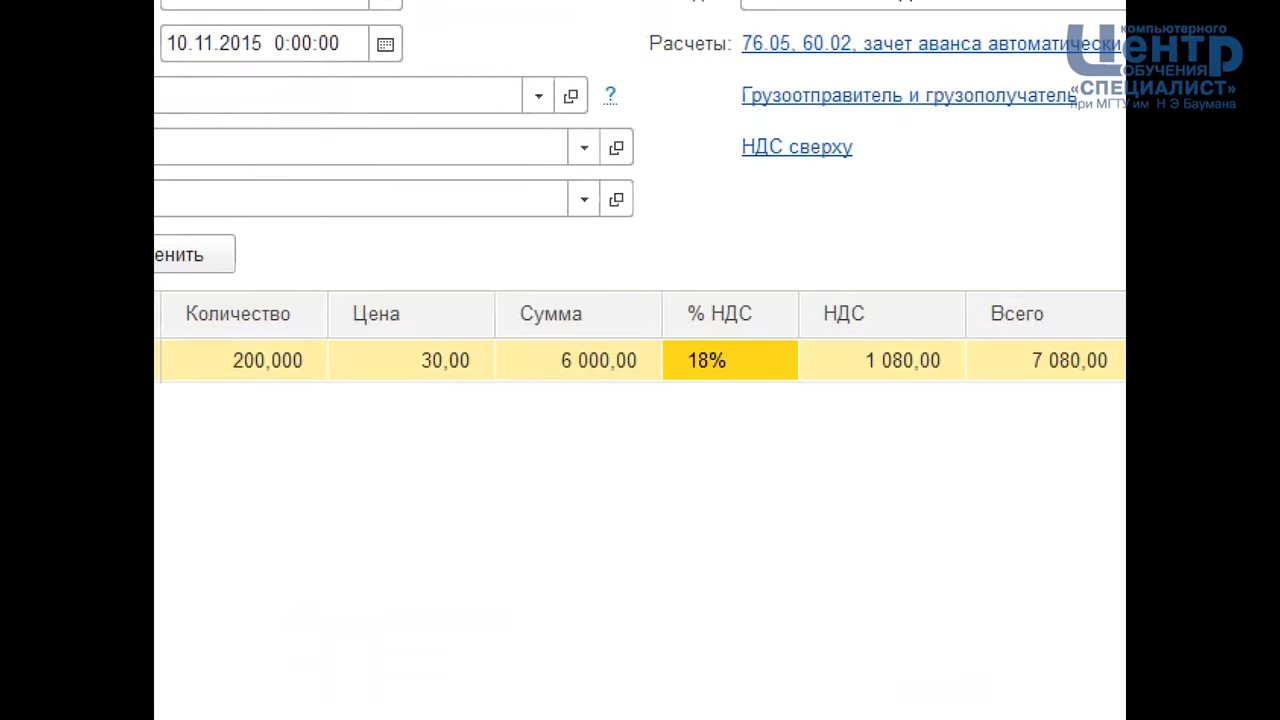 10.11.2015 0:00:00
Расчеты: 76.05, 60.02, зачет аванса автоматически
?
Грузоотправитель и грузополучатель
НДС сверху
енить
Количество Цена Сумма % НДС НДС Всего
200,000 30,00 6 000,00 18% 1 080,00 7 080,00
компьютерного
Центр
ОБУЧЕНИЯ
«СПЕЦИАЛИСТ»
при МГТУ им Н Э Баумана